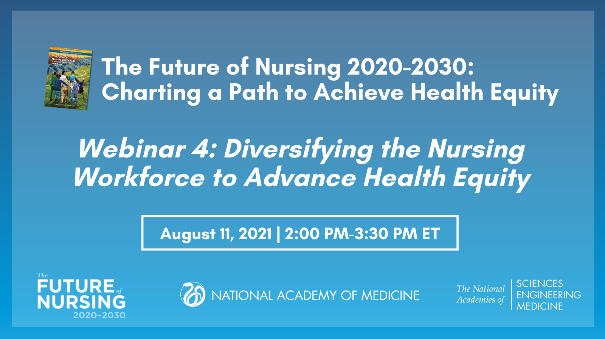 The Future of Nursing 2020-2030:
Charting a Path to Achieve Health Equity
Webinar 4: Diversifying the Nursing
Workforce to Advance Health Equity
August 11, 2021 | 2:00 PM-3:30 PM ET
The
FUTURE of
NURSING
2020-2030
NATIONAL ACADEMY OF MEDICINE
The National
Academies of
SCIENCES
ENGINEERING
MEDICINE